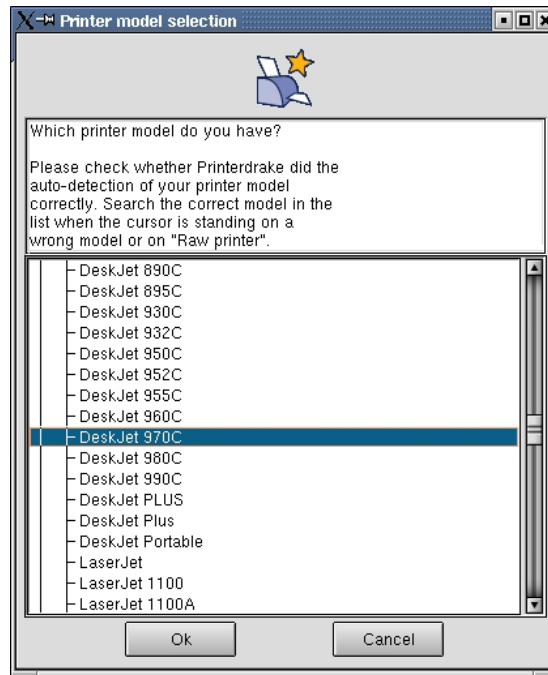 Printer model selection
Which printer model do you have?
Please check whether Printerdrake did the
auto-detection of your printer model
correctly. Search the correct model in the
list when the cursor is standing on a
wrong model or on "Raw printer".
DeskJet 890C
DeskJet 895C
DeskJet 930C
DeskJet 932C
DeskJet 950C
DeskJet 952C
DeskJet 955C
DeskJet 960C
DeskJet 970C
DeskJet 980C
DeskJet 990C
DeskJet PLUS
DeskJet Plus
DeskJet Portable
LaserJet
LaserJet 1100
LaserJet 1100A
Ok Cancel